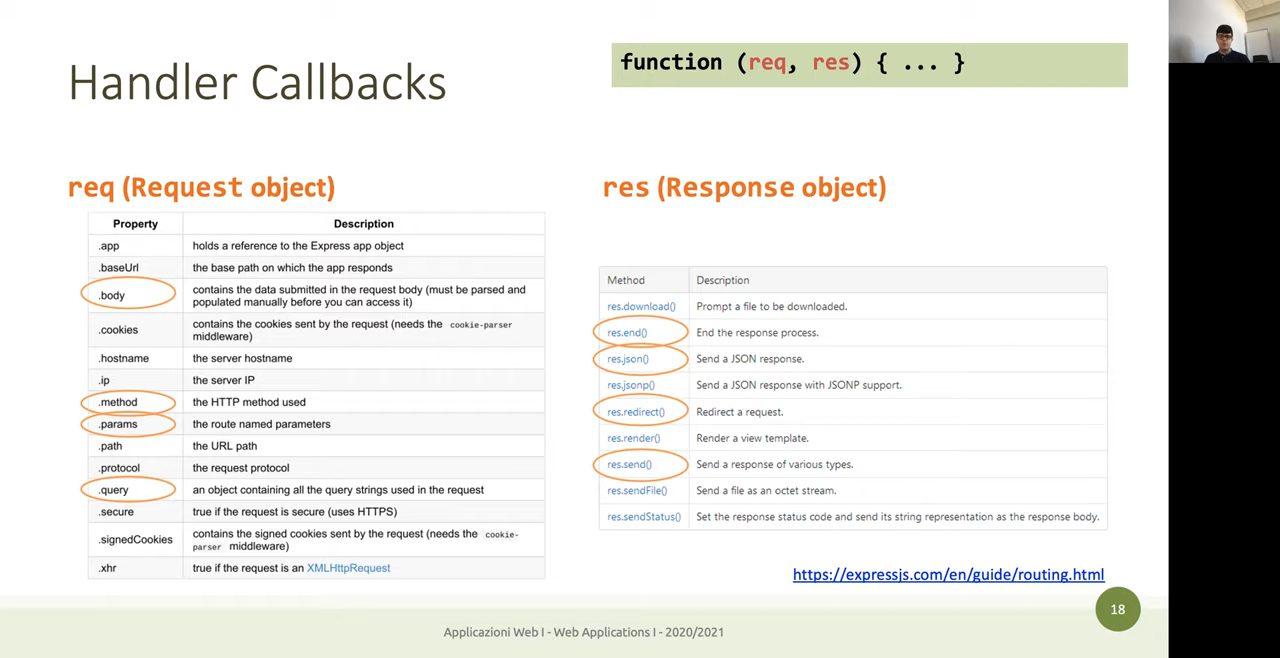 Handler Callbacks
function (req, res) { ... }
req (Request object)
Property Description
.app holds a reference to the Express app object
.baseUrl the base path on which the app responds
.body contains the data submitted in the request body (must be parsed and
populated manually before you can access it)
.cookies contains the cookies sent by the request (needs the cookie-parser
middleware)
.hostname the server hostname
.ip the server IP
.method the HTTP method used
.params the route named parameters
.path the URL path
.protocol the request protocol
.query an object containing all the query strings used in the request
.secure true if the request is secure (uses HTTPS)
.signedCookies contains the signed cookies sent by the request (needs the cookie-
parser middleware)
.xhr true if the request is an XMLHttpRequest
res (Response object)
Method Description
res.download() Prompt a file to be downloaded.
res.end() End the response process.
res.json() Send a JSON response.
res.jsonp() Send a JSON response with JSONP support.
res.redirect() Redirect a request.
res.render() Render a view template.
res.send() Send a response of various types.
res.sendFile() Send a file as an octet stream.
res.sendStatus() Set the response status code and send its string representation as the response body.
https://expressjs.com/en/guide/routing.html
18
Applicazioni Web I - Web Applications I - 2020/2021